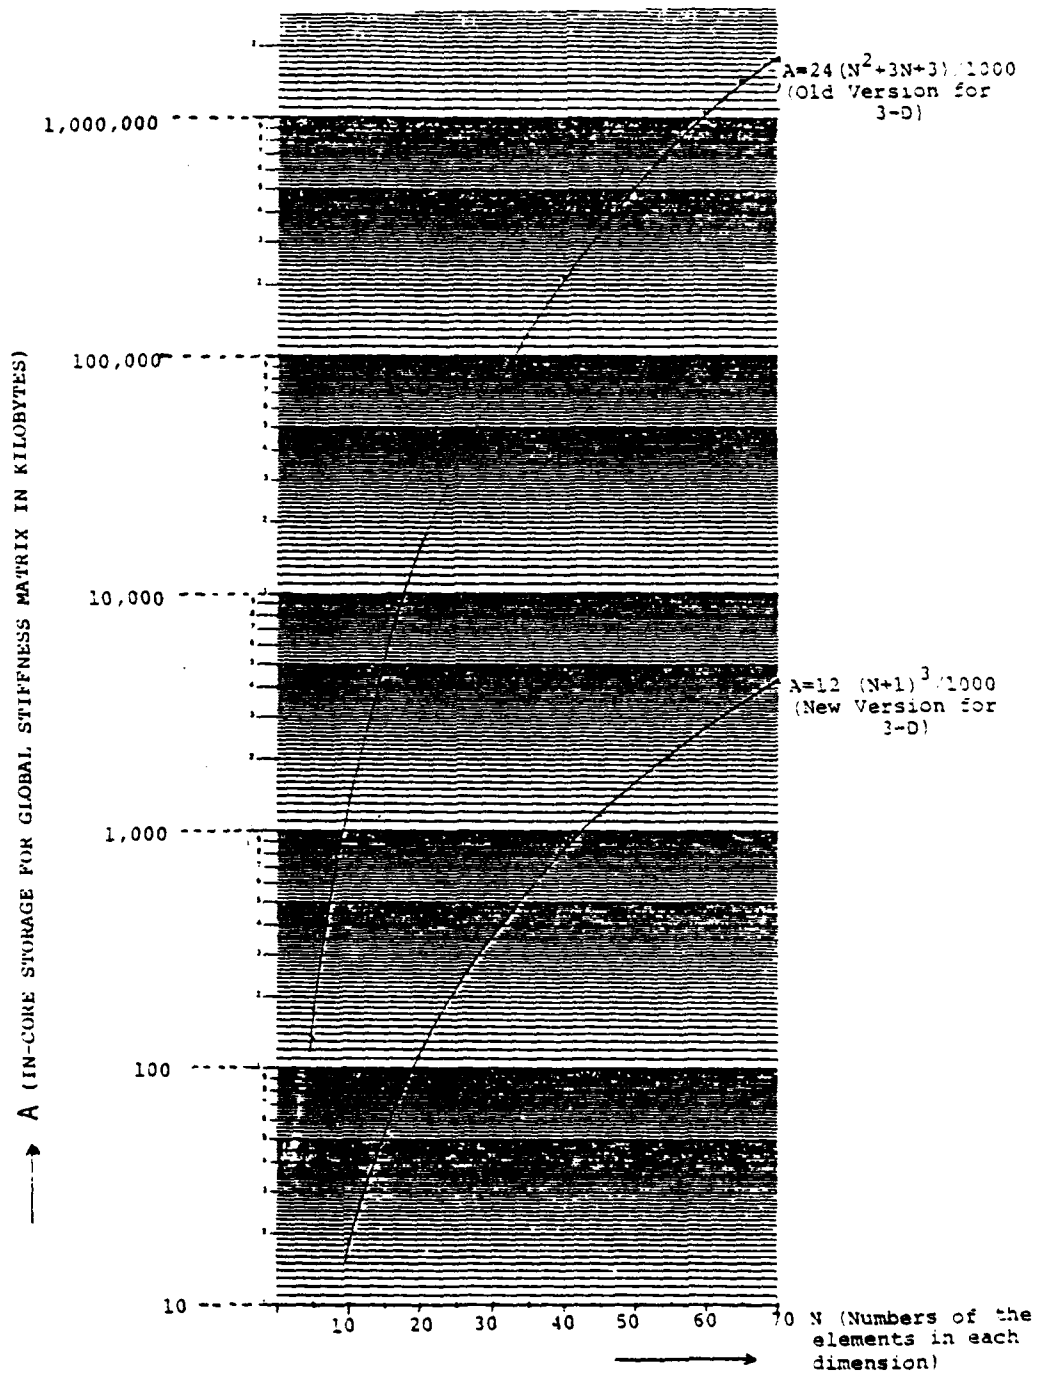 A=24(N²+3N+3)/1000
(Old Version for
3-D)
1,000,000
100,000
10,000
A=12 (N+1)³/1000
(New Version for
3-D)
1,000
100
10
10 20 30 40 50 60 70
N (Numbers of the
elements in each
dimension)
A (IN-CORE STORAGE FOR GLOBAL STIFFNESS MATRIX IN KILOBYTES)